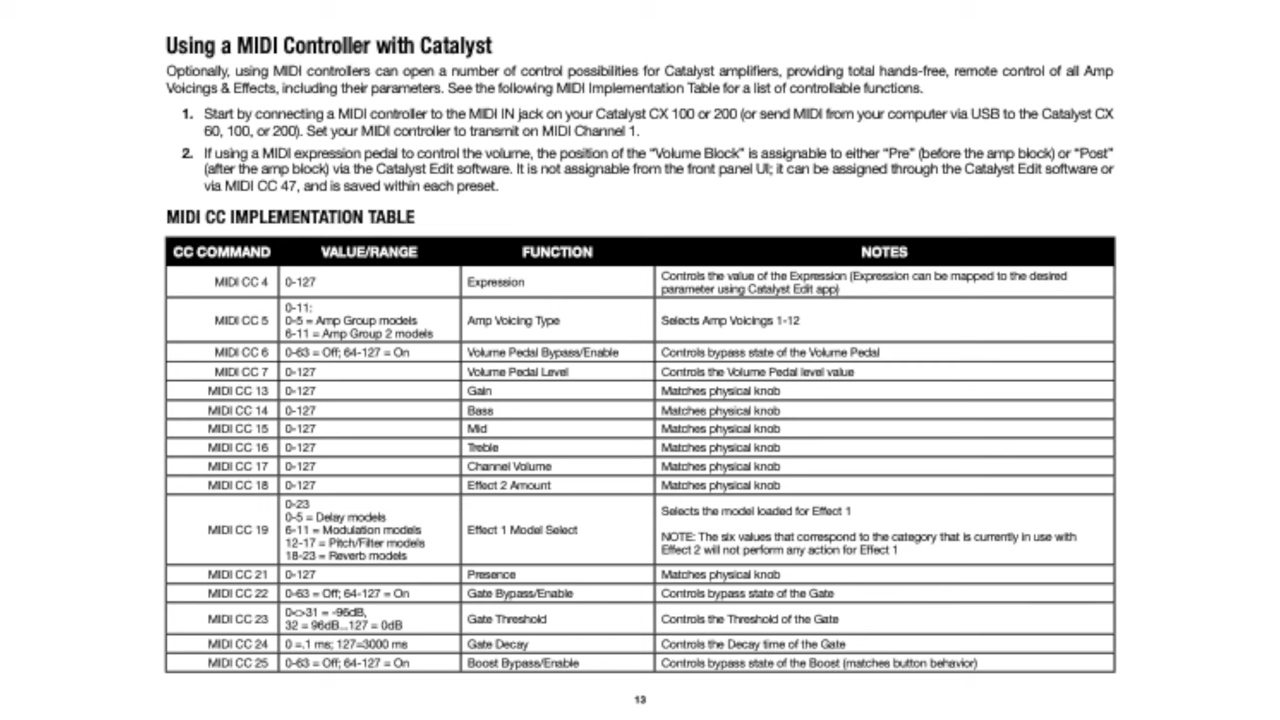 Using a MIDI Controller with Catalyst
Optionally, using MIDI controllers can open a number of control possibilities for Catalyst amplifiers, providing total hands-free, remote control of all Amp
Voicings & Effects, including their parameters. See the following MIDI Implementation Table for a list of controllable functions.
1. Start by connecting a MIDI controller to the MIDI IN jack on your Catalyst CX 100 or 200 (or send MIDI from your computer via USB to the Catalyst CX
60, 100, or 200). Set your MIDI controller to transmit on MIDI Channel 1.
2. If using a MIDI expression pedal to control the volume, the position of the “Volume Block” is assignable to either “Pre” (before the amp block) or “Post”
(after the amp block) via the Catalyst Edit software. It is not assignable from the front panel UI; it can be assigned through the Catalyst Edit software or
via MIDI CC 47, and is saved within each preset.
MIDI CC IMPLEMENTATION TABLE
CC COMMAND VALUE/RANGE FUNCTION NOTES
MIDI CC 4 0-127 Expression Controls the value of the Expression (Expression can be mapped to the desired
parameter using Catalyst Edit app)
MIDI CC 5 0-11:
0-5 = Amp Group models
6-11 = Amp Group 2 models
Amp Voicing Type Selects Amp Voicings 1-12
MIDI CC 6 0-63 = Off; 64-127 = On Volume Pedal Bypass/Enable Controls bypass state of the Volume Pedal
MIDI CC 7 0-127 Volume Pedal Level Controls the Volume Pedal level value
MIDI CC 13 0-127 Gain Matches physical knob
MIDI CC 14 0-127 Bass Matches physical knob
MIDI CC 15 0-127 Mid Matches physical knob
MIDI CC 16 0-127 Treble Matches physical knob
MIDI CC 17 0-127 Channel Volume Matches physical knob
MIDI CC 18 0-127 Effect 2 Amount Matches physical knob
MIDI CC 19 0-23
0-5 = Delay models
6-11 = Modulation models
12-17 = Pitch/Filter models
18-23 = Reverb models
Effect 1 Model Select Selects the model loaded for Effect 1
NOTE: The six values that correspond to the category that is currently in use with
Effect 2 will not perform any action for Effect 1
MIDI CC 21 0-127 Presence Matches physical knob
MIDI CC 22 0-63 = Off; 64-127 = On Gate Bypass/Enable Controls bypass state of the Gate
MIDI CC 23 0<>31 = -96dB,
32 = 96dB...127 = 0dB
Gate Threshold Controls the Threshold of the Gate
MIDI CC 24 0 =.1 ms; 127=3000 ms Gate Decay Controls the Decay time of the Gate
MIDI CC 25 0-63 = Off; 64-127 = On Boost Bypass/Enable Controls bypass state of the Boost (matches button behavior)
13